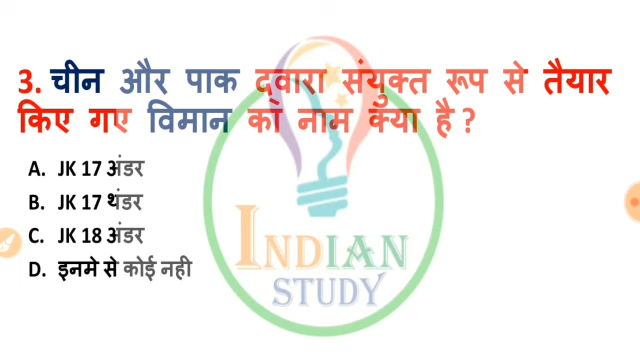 3. चीन और पाक द्वारा संयुक्त रूप से तैयार
किए गए विमान का नाम क्या है ?
A. JK 17 अंडर
B. JK 17 थंडर
C. JK 18 अंडर
D. इनमे से कोई नही
INDIAN
STUDY